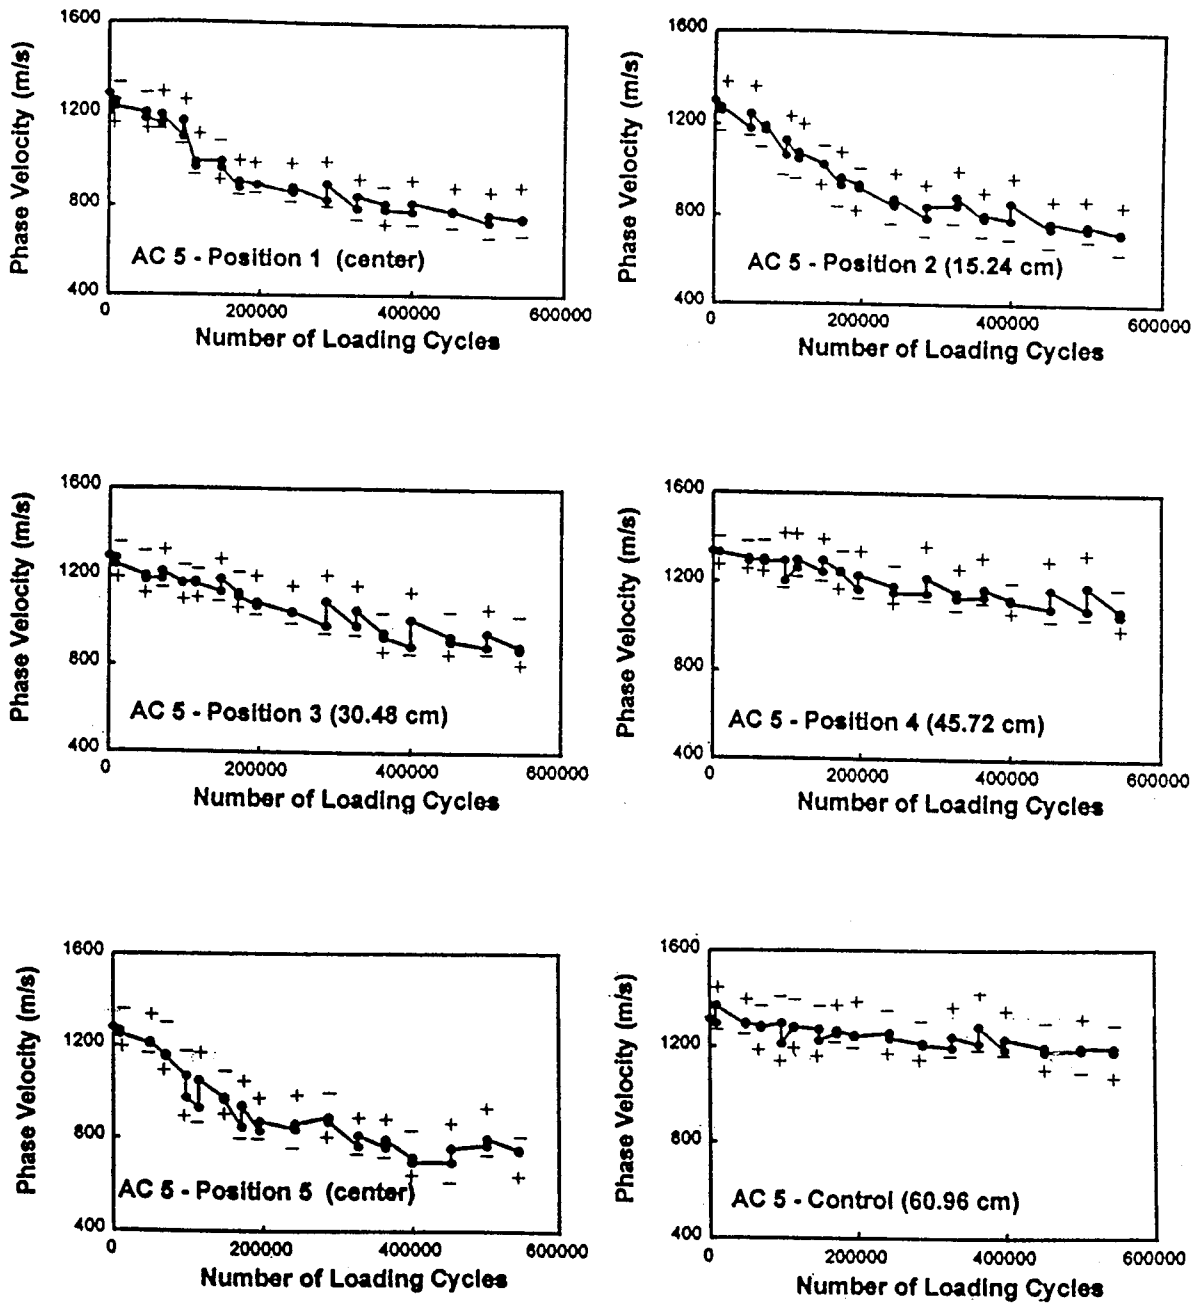 1600
1200
800
400
Phase Velocity (m/s)
AC 5 - Position 1 (center)
0
200000
400000
600000
Number of Loading Cycles
1600
1200
800
400
Phase Velocity (m/s)
AC 5 - Position 2 (15.24 cm)
0
200000
400000
600000
Number of Loading Cycles
1600
1200
800
400
Phase Velocity (m/s)
AC 5 - Position 3 (30.48 cm)
0
200000
400000
600000
Number of Loading Cycles
1600
1200
800
400
Phase Velocity (m/s)
AC 5 - Position 4 (45.72 cm)
0
200000
400000
600000
Number of Loading Cycles
1600
1200
800
400
Phase Velocity (m/s)
AC 5 - Position 5 (center)
0
200000
400000
600000
Number of Loading Cycles
1600
1200
800
400
Phase Velocity (m/s)
AC 5 - Control (60.96 cm)
0
200000
400000
600000
Number of Loading Cycles